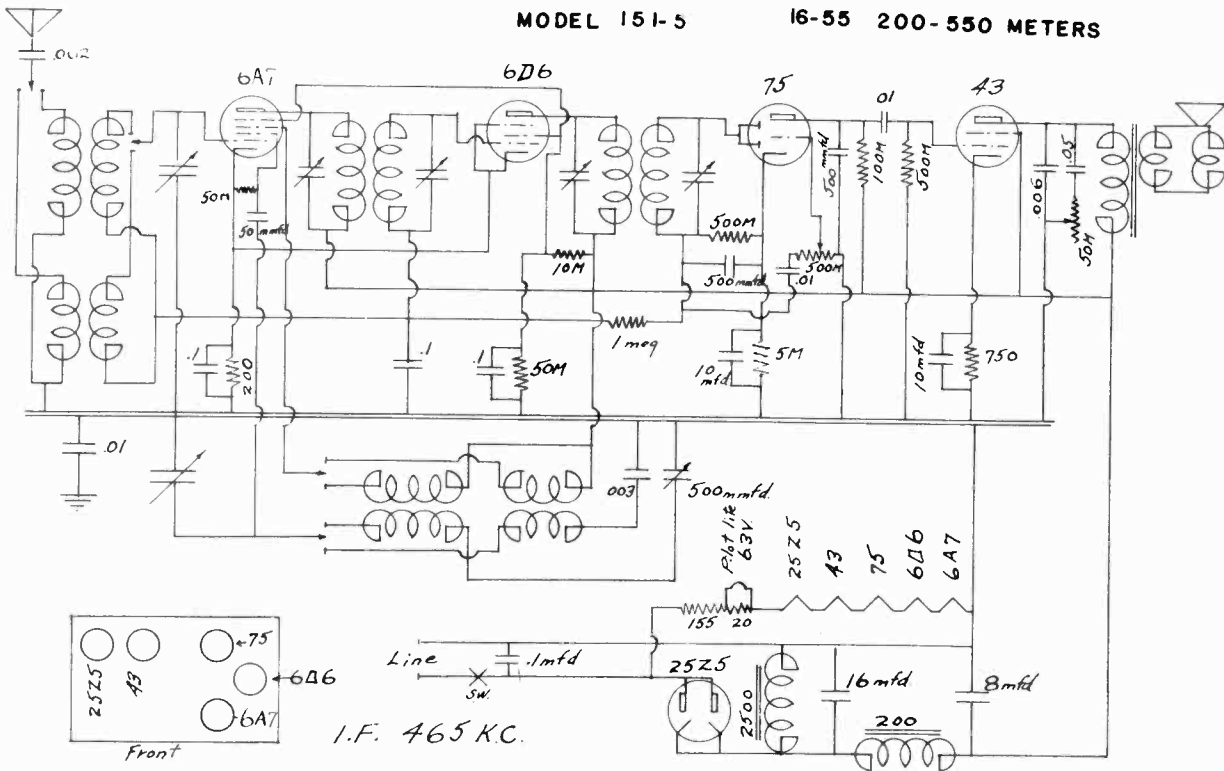 MODEL 151-5 16-55 200-550 METERS
.002
6A7
6D6
75
43
.01
50M
50mmfd
500mmfd
100M
500M
.006
.05
50M
10M
500M
500mmfd
.01
500M
1 meg
.1
200
.1
.1
50M
10mfd
5M
10mfd
750
.01
.003
500mmfd.
Pilot lite
6.3V.
25Z5
43
75
6D6
6A7
155
20
Line
.1mfd
SW.
25Z5
2500
16mfd
8mfd
200
25Z5
43
75
6D6
6A7
Front
I.F. 465 K.C.